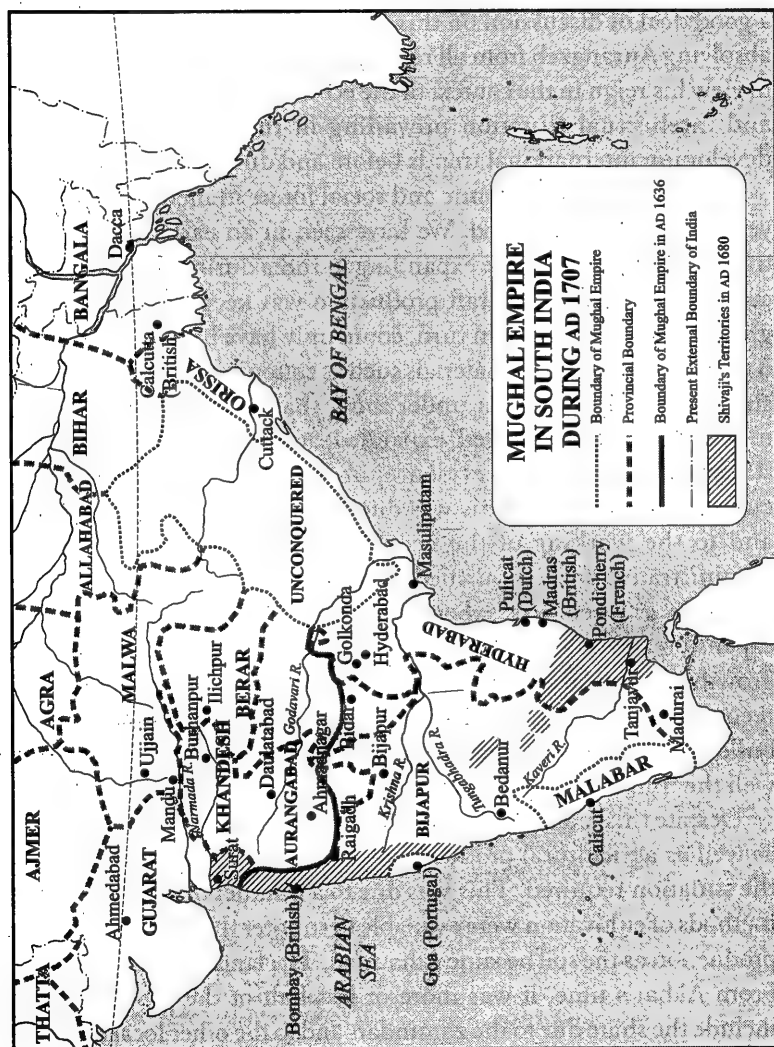 MUGHAL EMPIRE
IN SOUTH INDIA
DURING AD 1707
Boundary of Mughal Empire
Provincial Boundary
Boundary of Mughal Empire in AD 1636
Present External Boundary of India
Shivaji's Territories in AD 1680
THATTA
AJMER
AGRA
ALLAHABAD
BIHAR
BANGALA
Dacca
Ahmedabad
GUJARAT
Ujjain
MALWA
Mandu
Narmada R.
Calcutta
(British)
ORISSA
Cuttack
Surat
KHANDESH
Burhanpur
Ilichpur
BERAR
UNCONQUERED
BAY OF BENGAL
Daulatabad
AURANGABAD
Godavari R.
Ahmadnagar
Bombay (British)
ARABIAN
SEA
Raigadh
Bidar
Bijapur
Golkonda
Hyderabad
Masulipatam
Krishna R.
BIJAPUR
Goa (Portugal)
Tungabhadra R.
HYDERABAD
Bedanur
Pulicat
(Dutch)
Madras
(British)
Pondicherry
(French)
Kaveri R.
Calicut
MALABAR
Tanjavur
Madurai